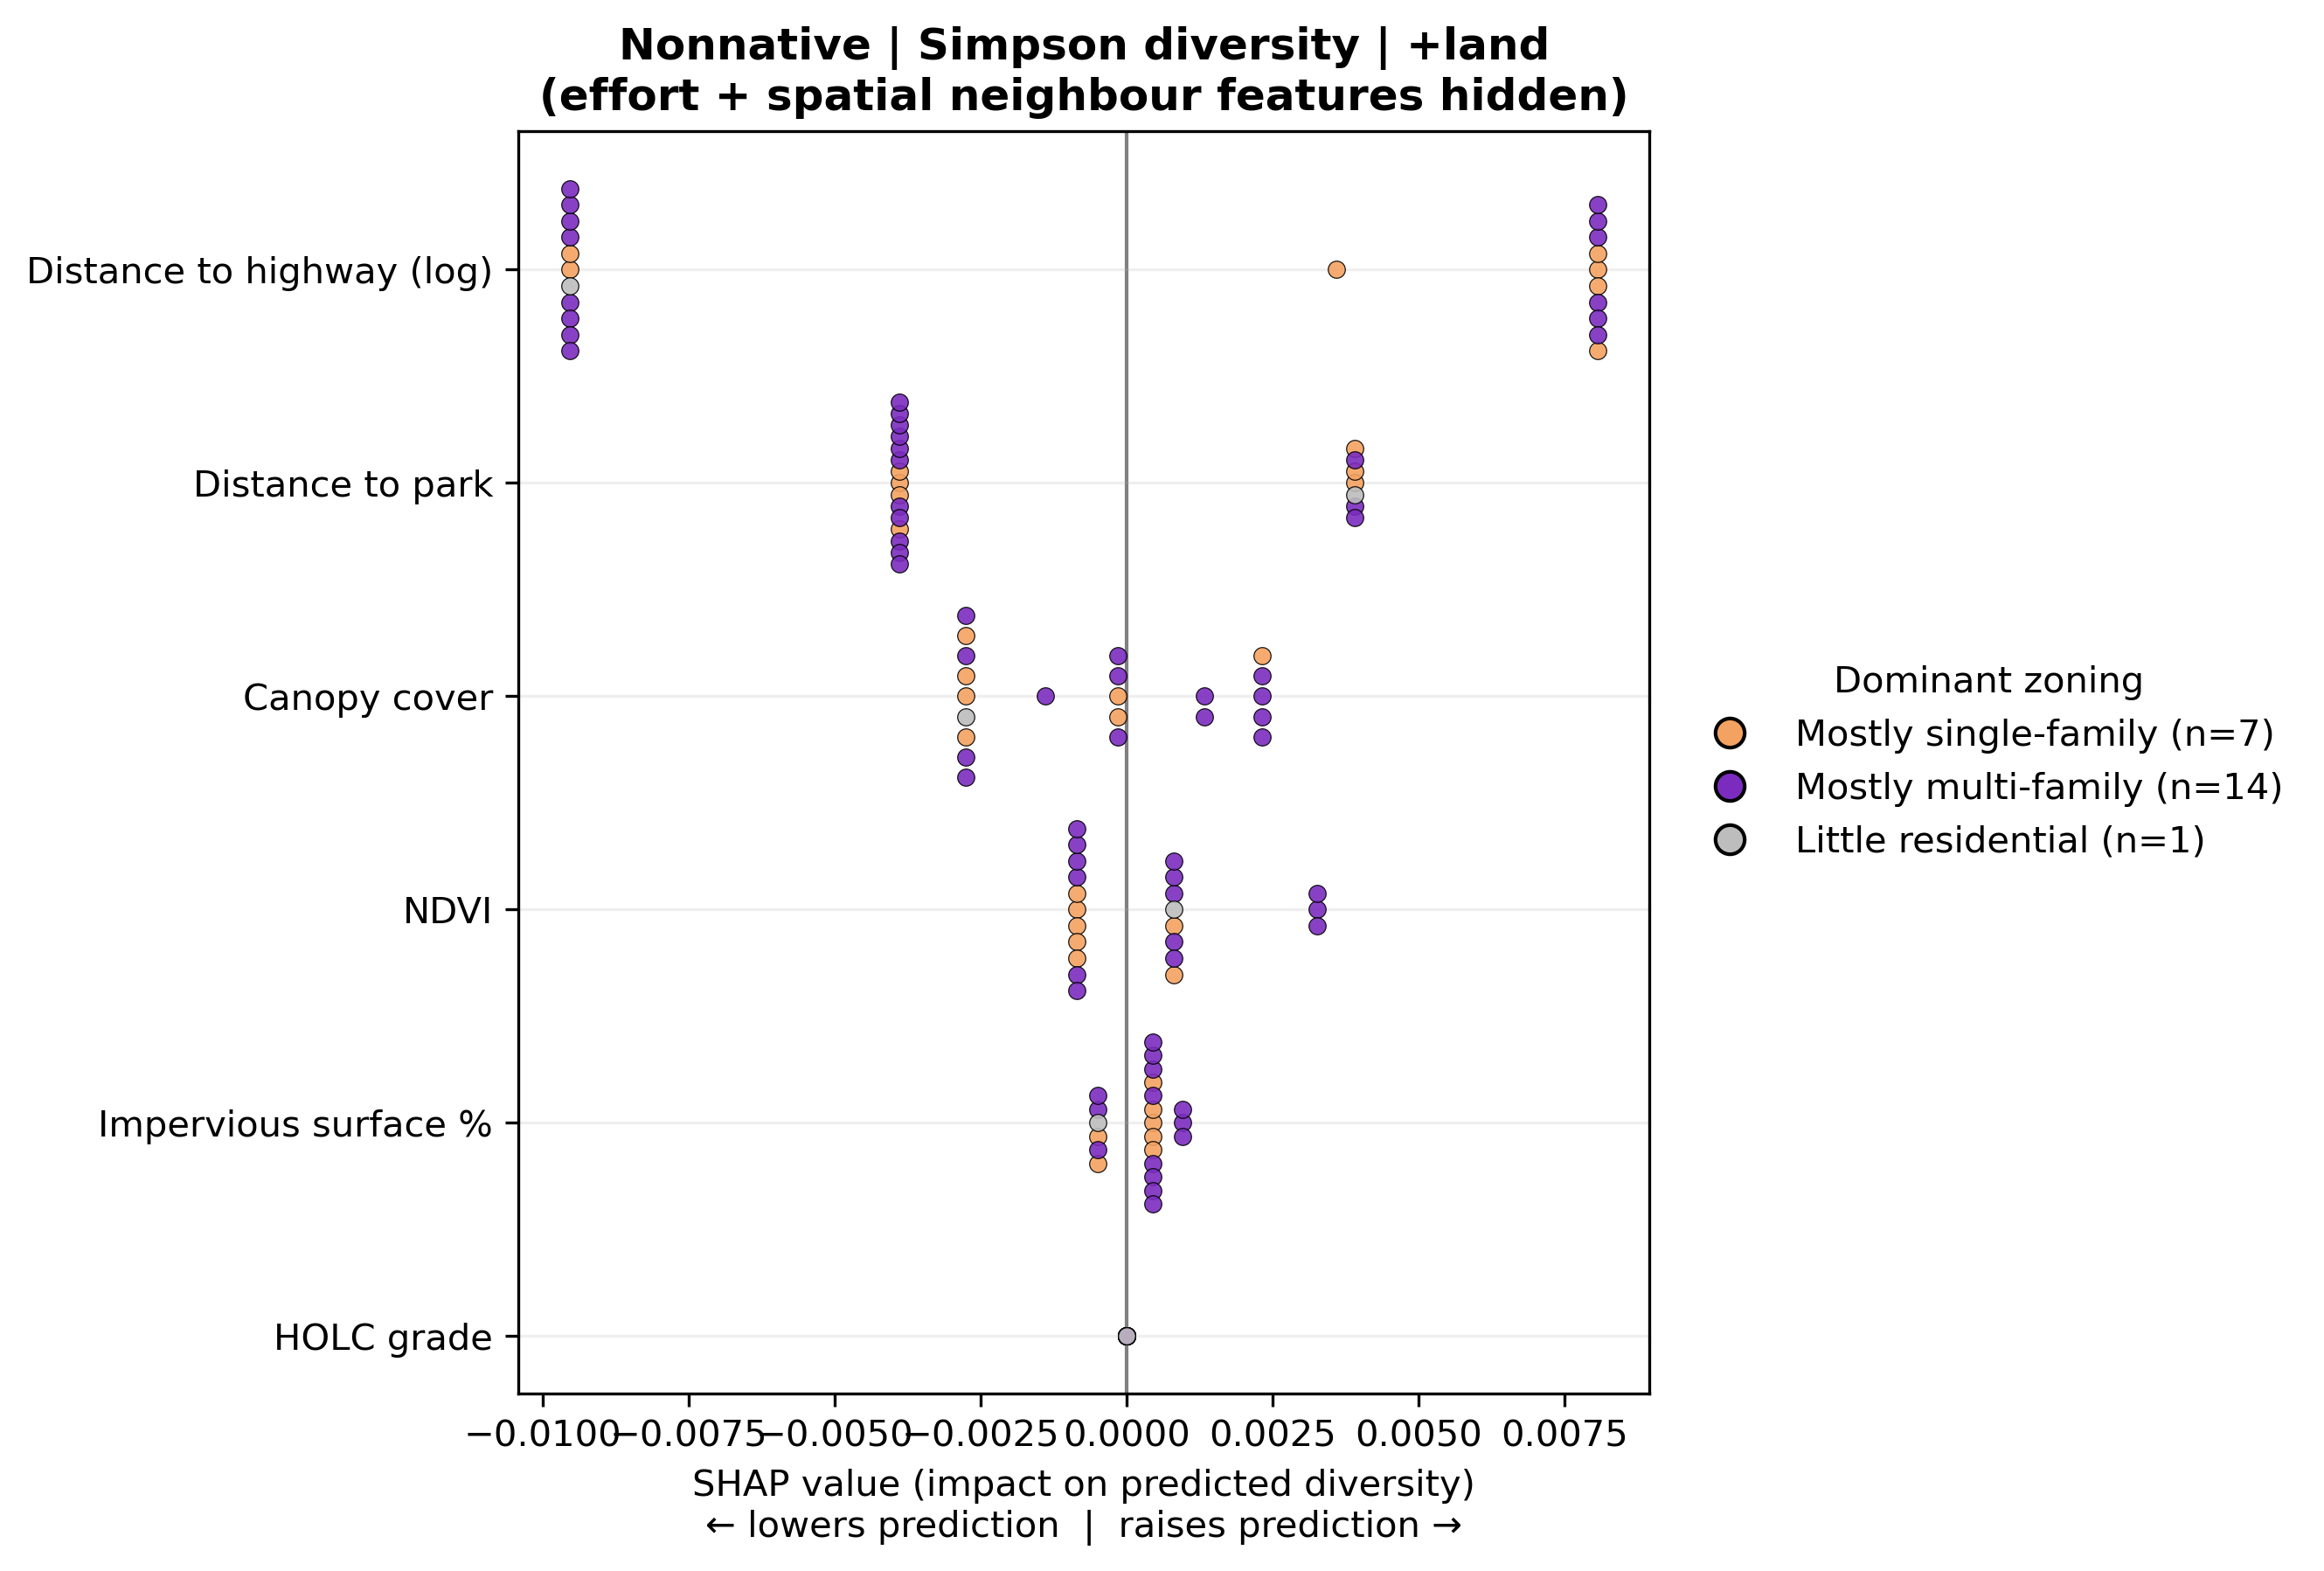 Nonnative | Simpson diversity | +land
(effort + spatial neighbour features hidden)
Distance to highway (log)
Distance to park
Canopy cover
NDVI
Impervious surface %
HOLC grade
−0.0100 −0.0075 −0.0050 −0.0025 0.0000 0.0025 0.0050 0.0075
SHAP value (impact on predicted diversity)
← lowers prediction | raises prediction →
Dominant zoning
Mostly single-family (n=7)
Mostly multi-family (n=14)
Little residential (n=1)